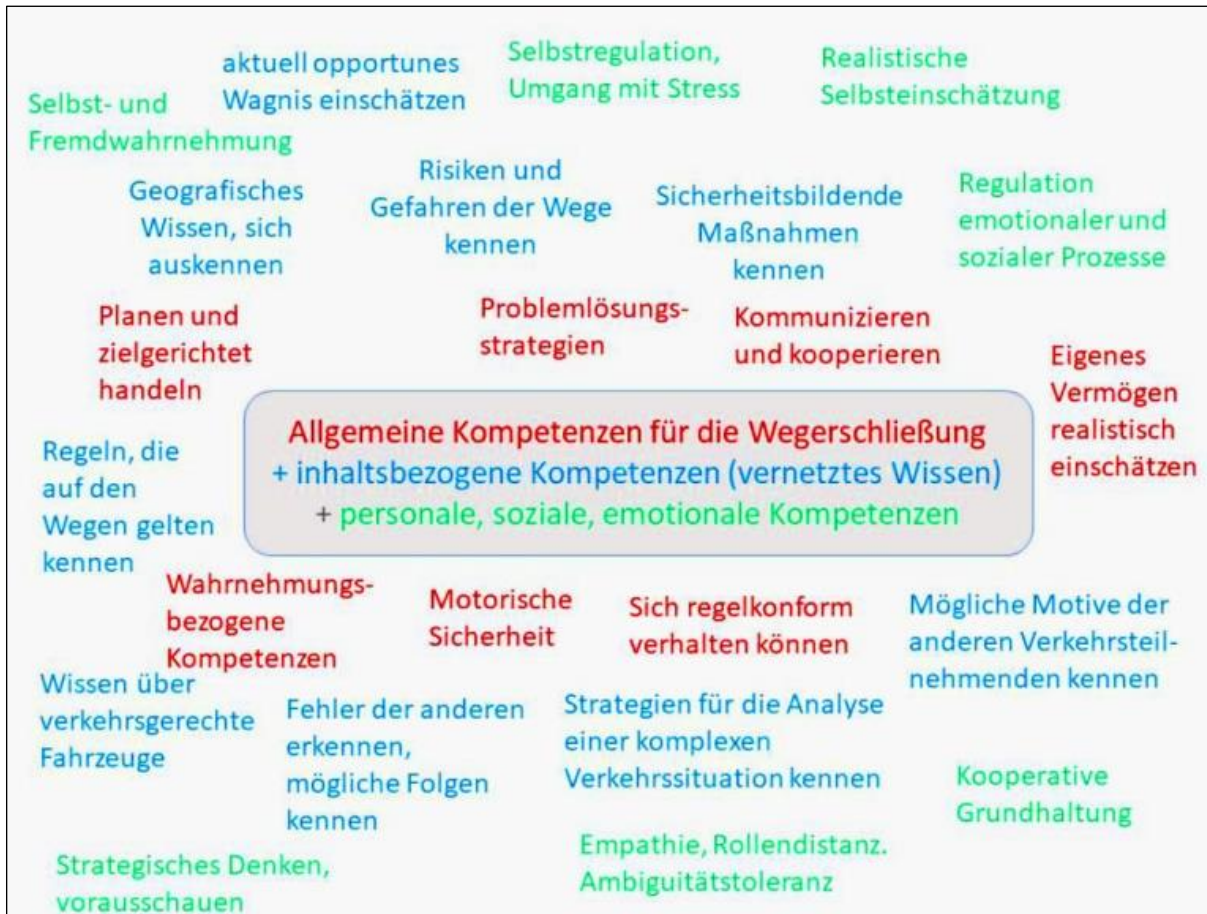 aktuell opportunes
Wagnis einschätzen
Selbstregulation,
Umgang mit Stress
Realistische
Selbsteinschätzung
Selbst- und
Fremdwahrnehmung
Geografisches
Wissen, sich
auskennen
Risiken und
Gefahren der Wege
kennen
Sicherheitsbildende
Maßnahmen
kennen
Regulation
emotionaler und
sozialer Prozesse
Planen und
zielgerichtet
handeln
Problemlösungs-
strategien
Kommunizieren
und kooperieren
Eigenes
Vermögen
realistisch
einschätzen
Allgemeine Kompetenzen für die Wegerschließung
+ inhaltsbezogene Kompetenzen (vernetztes Wissen)
+ personale, soziale, emotionale Kompetenzen
Regeln, die
auf den
Wegen gelten
kennen
Wahrnehmungs-
bezogene
Kompetenzen
Motorische
Sicherheit
Sich regelkonform
verhalten können
Mögliche Motive der
anderen Verkehrsteil-
nehmenden kennen
Wissen über
verkehrsgerechte
Fahrzeuge
Fehler der anderen
erkennen,
mögliche Folgen
kennen
Strategien für die Analyse
einer komplexen
Verkehrssituation kennen
Kooperative
Grundhaltung
Strategisches Denken,
vorausschauen
Empathie, Rollendistanz.
Ambiguitätstoleranz